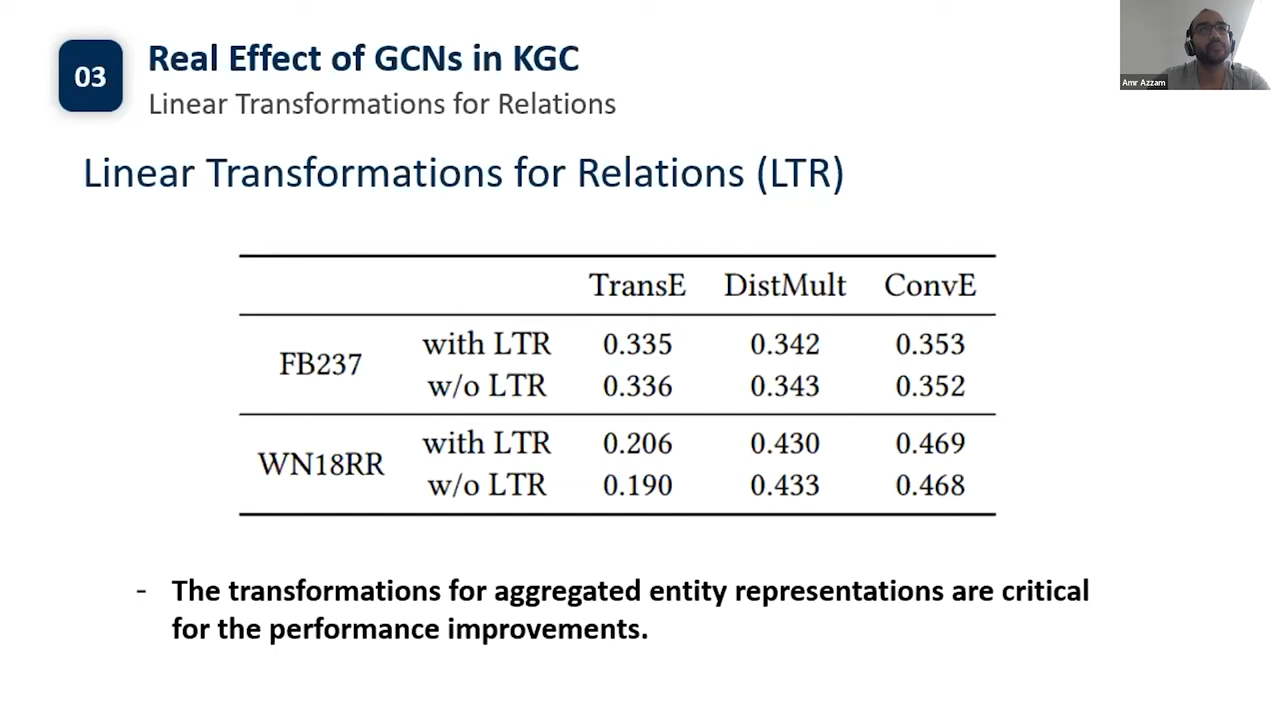 03
Real Effect of GCNs in KGC
Linear Transformations for Relations
Amr Azzam
Linear Transformations for Relations (LTR)
TransE DistMult ConvE
FB237
with LTR 0.335 0.342 0.353
w/o LTR 0.336 0.343 0.352
WN18RR
with LTR 0.206 0.430 0.469
w/o LTR 0.190 0.433 0.468
- The transformations for aggregated entity representations are critical
for the performance improvements.